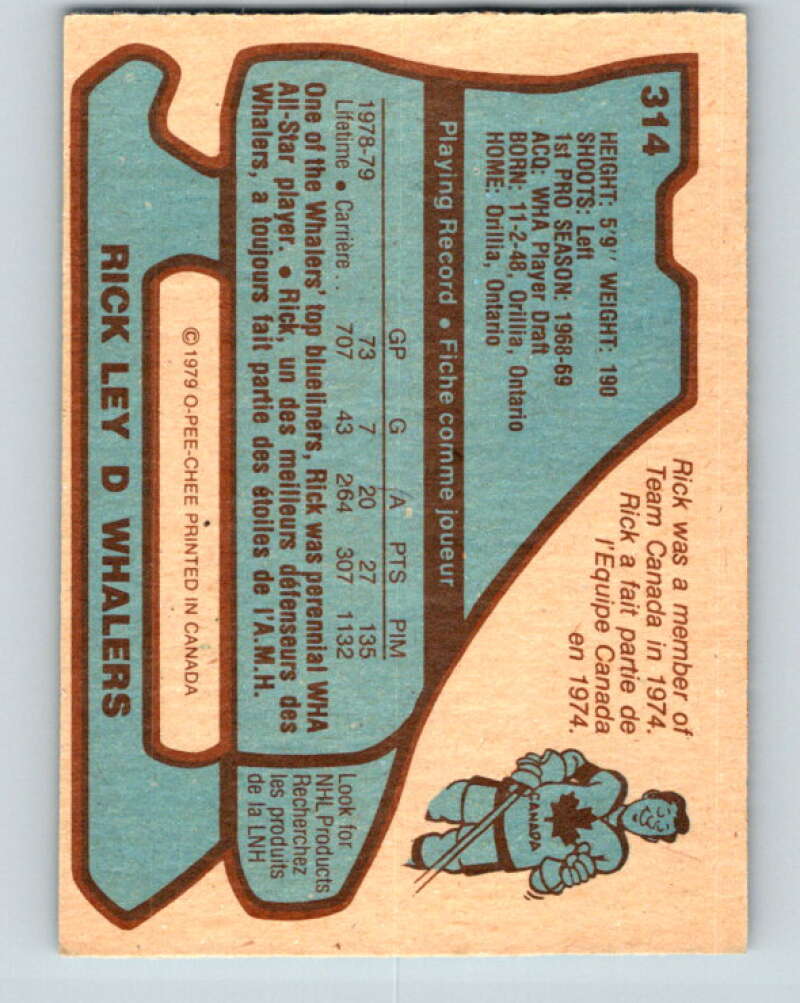 314
HEIGHT: 5'9" WEIGHT: 190
SHOOTS: Left
1st PRO SEASON: 1968-69
ACQ: WHA Player Draft
BORN: 11-2-48, Orillia, Ontario
HOME: Orillia, Ontario
Rick was a member of
Team Canada in 1974.
Rick a fait partie de
l'Equipe Canada
en 1974.
CANADA
Playing Record • Fiche comme joueur
GP G A PTS PIM
1978-79 73 7 20 27 135
Lifetime • Carrière . . 707 43 264 307 1132
One of the Whalers' top blueliners, Rick was perennial WHA
All-Star player. • Rick, un des meilleurs défenseurs des
Whalers, a toujours fait partie des étoiles de l'A.M.H.
Look for
NHL Products
Recherchez
les produits
de la LNH
© 1979 O-PEE-CHEE PRINTED IN CANADA
RICK LEY D WHALERS